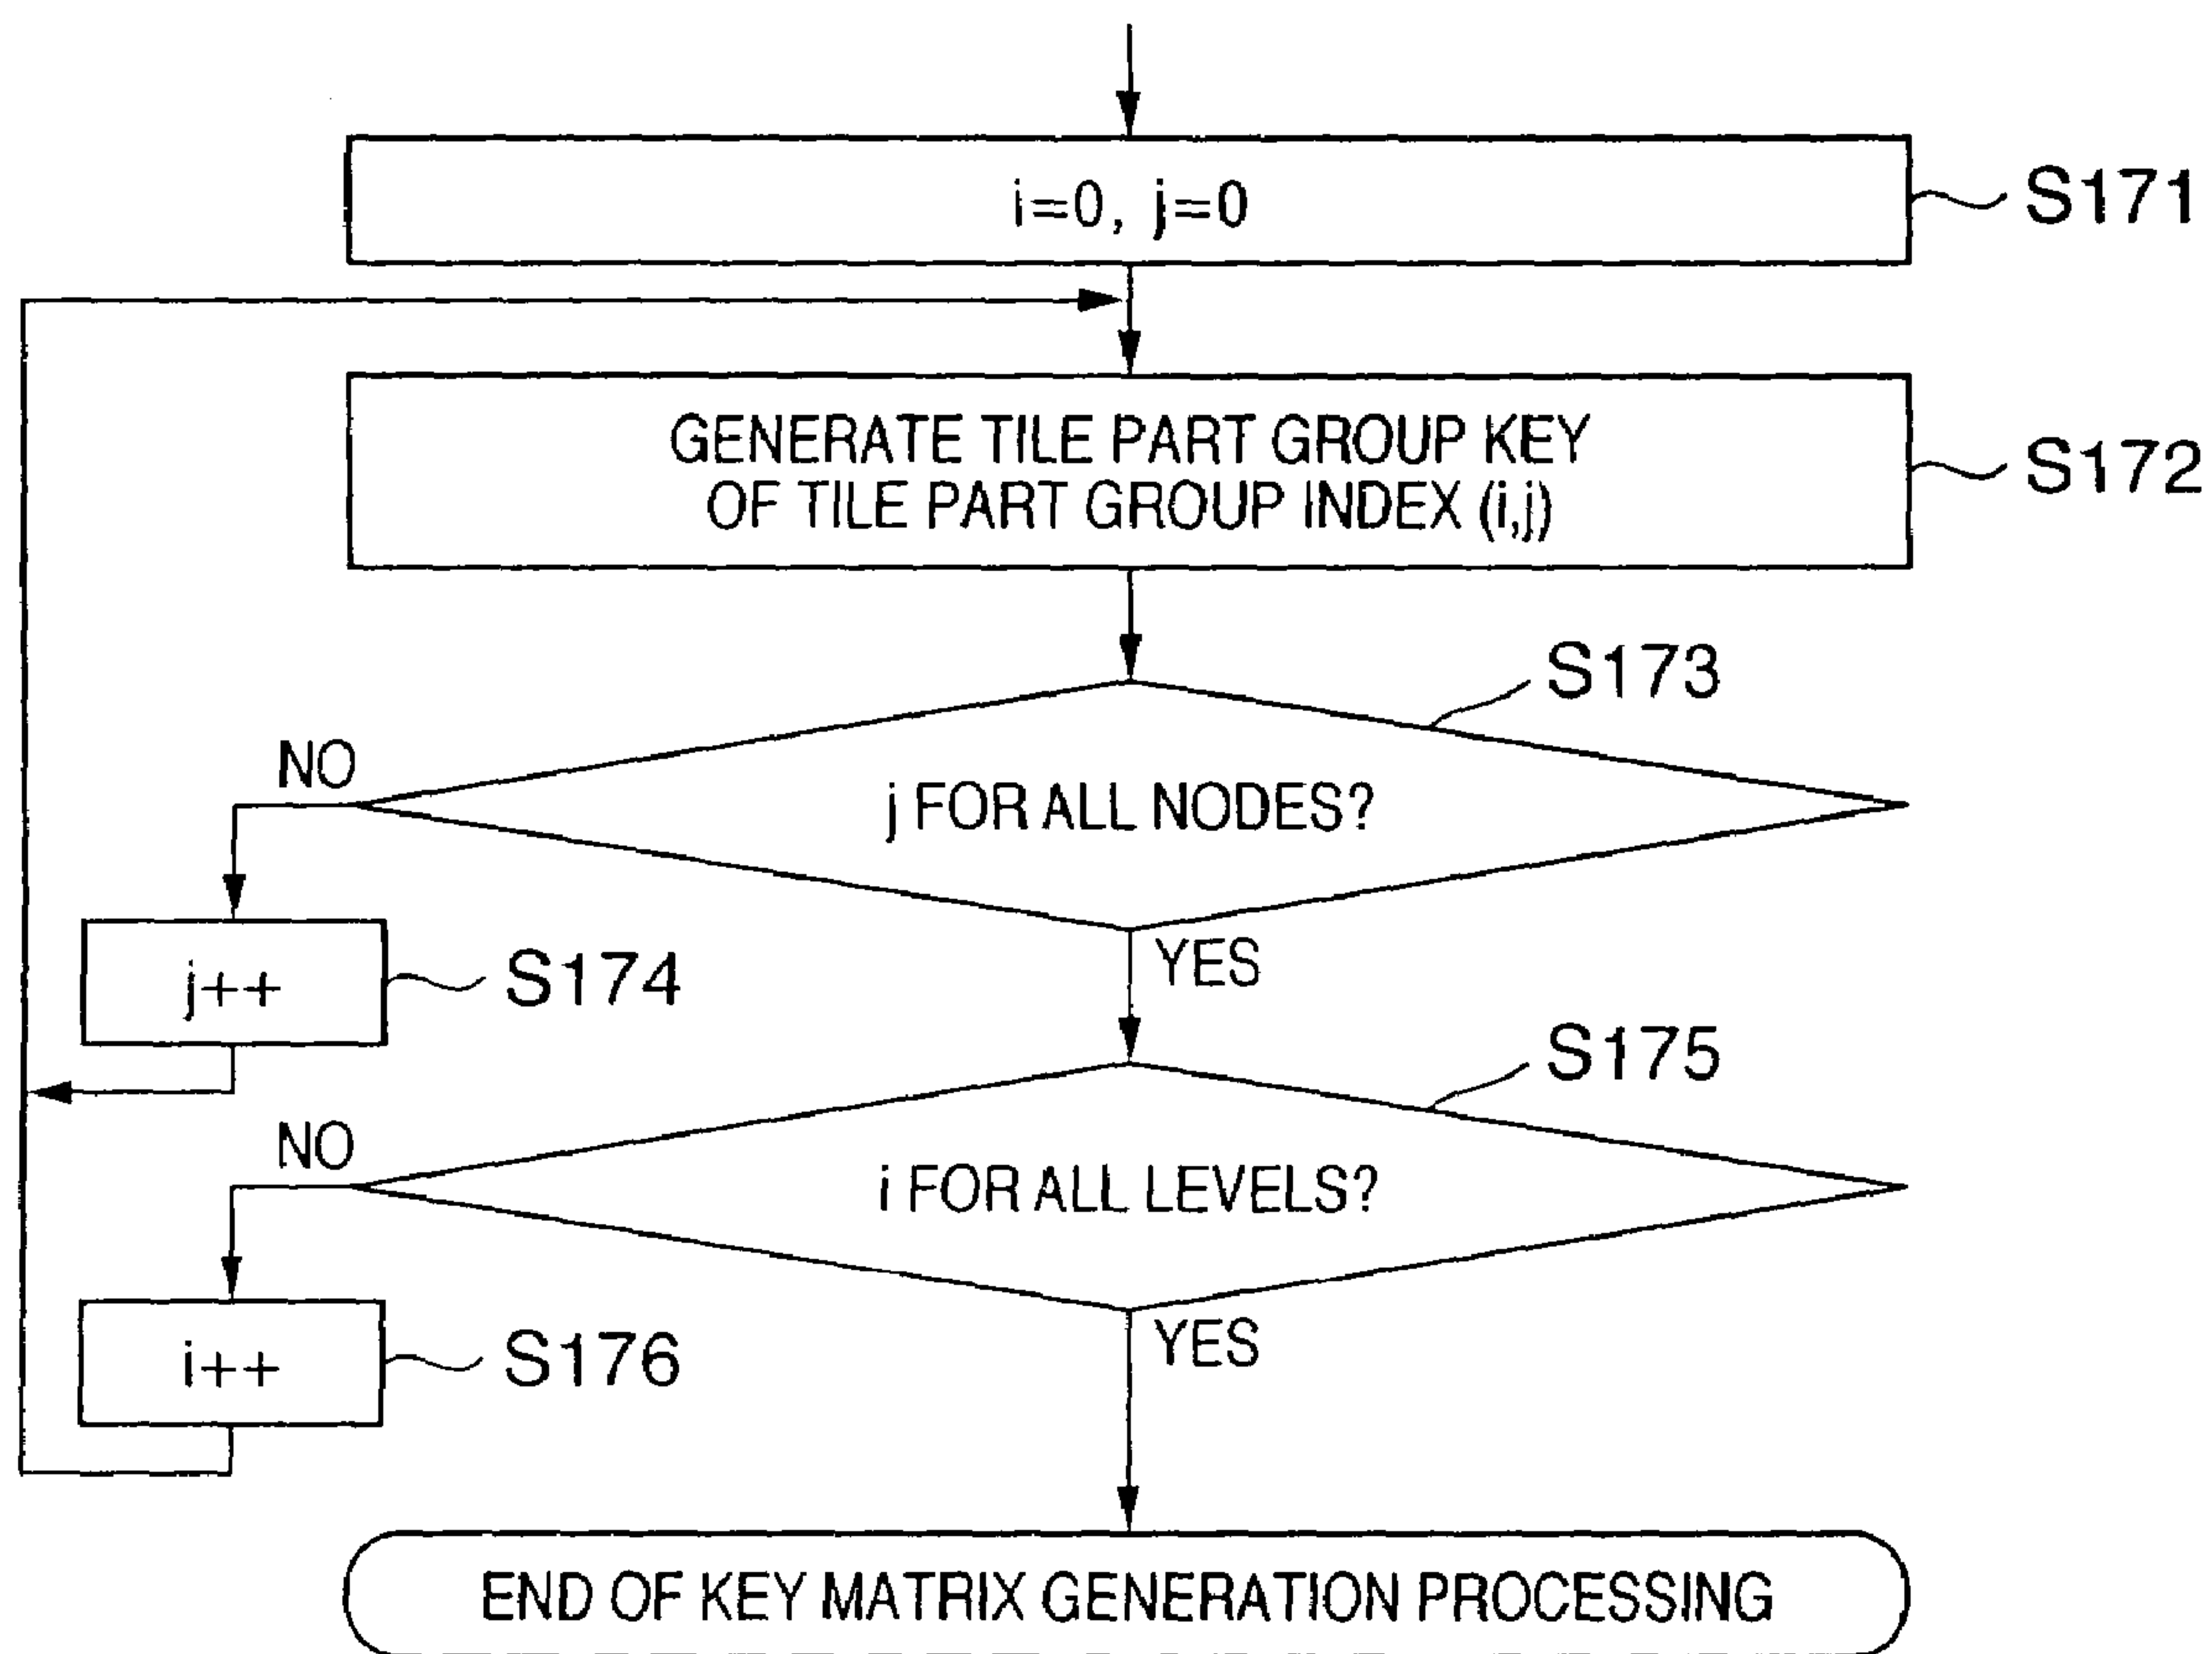 i=0, j=0
S171
GENERATE TILE PART GROUP KEY
OF TILE PART GROUP INDEX (i,j)
S172
S173
NO
j FOR ALL NODES?
YES
j++
S174
S175
NO
i FOR ALL LEVELS?
YES
i++
S176
END OF KEY MATRIX GENERATION PROCESSING